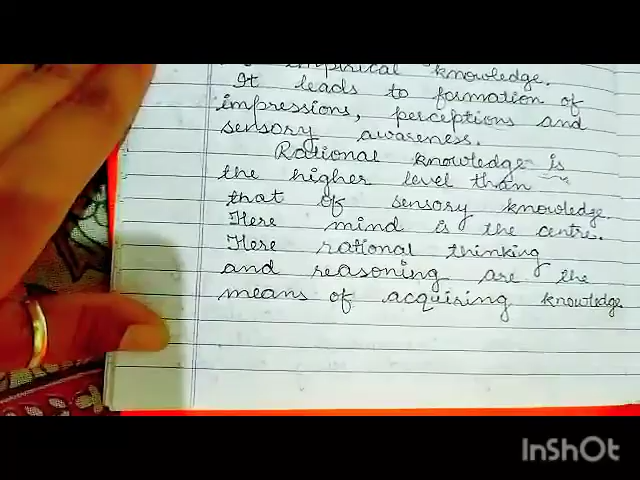 empirical knowledge.
It leads to formation of
impressions, perceptions and
sensory awareness.
Rational knowledge is
the higher level than
that of sensory knowledge.
Here mind is the centre.
Here rational thinking
and reasoning are the
means of acquiring knowledge
InShOt